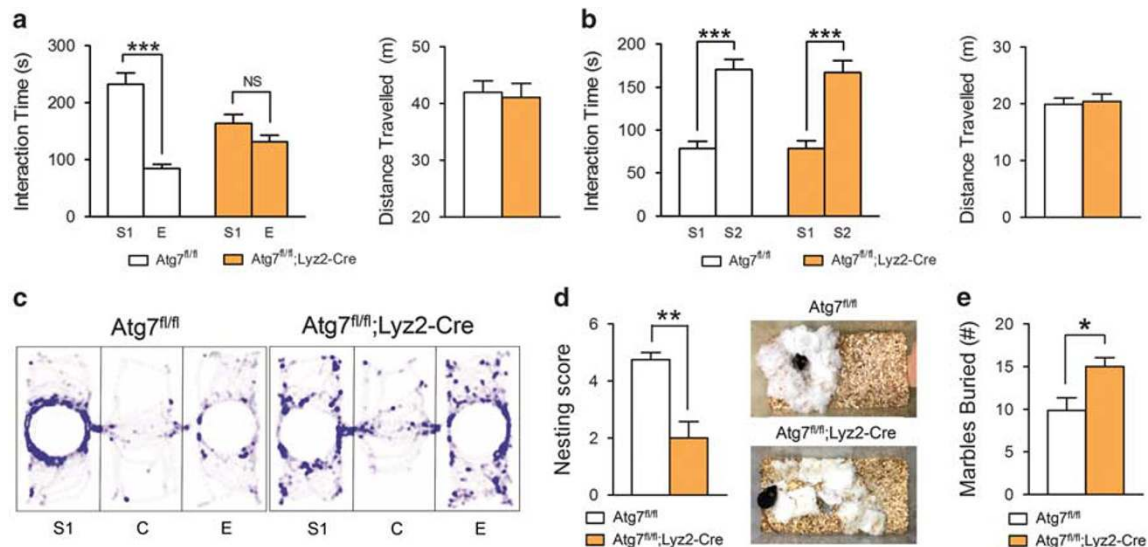 a
Interaction Time (s)
300
200
100
0
***
NS
S1 E S1 E
Distance Travelled (m)
50
40
30
20
Atg7fl/fl Atg7fl/fl;Lyz2-Cre
b
Interaction Time (s)
200
150
100
50
0
*** ***
S1 S2 S1 S2
Distance Travelled (m)
30
20
10
0
Atg7fl/fl Atg7fl/fl;Lyz2-Cre
c
Atg7fl/fl Atg7fl/fl;Lyz2-Cre
S1 C E S1 C E
d
Nesting score
6
4
2
0
**
Atg7fl/fl
Atg7fl/fl;Lyz2-Cre
Atg7fl/fl
Atg7fl/fl;Lyz2-Cre
e
Marbles Buried (#)
20
15
10
5
0
*
Atg7fl/fl
Atg7fl/fl;Lyz2-Cre